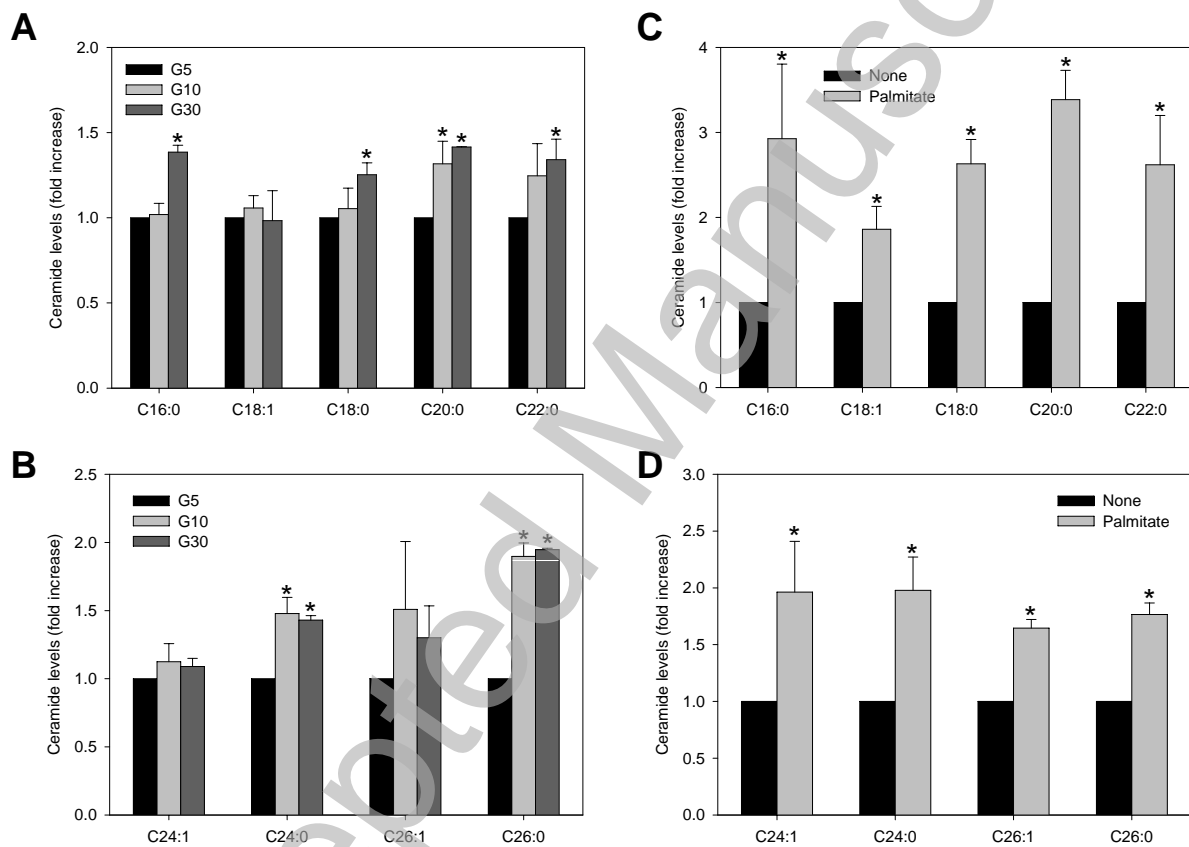 A
2.0
1.5
1.0
0.5
0.0
Ceramide levels (fold increase)
G5
G10
G30
*
*
* *
*
C16:0 C18:1 C18:0 C20:0 C22:0
C
4
3
2
1
0
Ceramide levels (fold increase)
None
Palmitate
*
*
*
*
*
C16:0 C18:1 C18:0 C20:0 C22:0
B
2.5
2.0
1.5
1.0
0.5
0.0
Ceramide levels (fold increase)
G5
G10
G30
*
*
* *
C24:1 C24:0 C26:1 C26:0
D
3.0
2.5
2.0
1.5
1.0
0.5
0.0
Ceramide levels (fold increase)
None
Palmitate
*
*
*
*
C24:1 C24:0 C26:1 C26:0